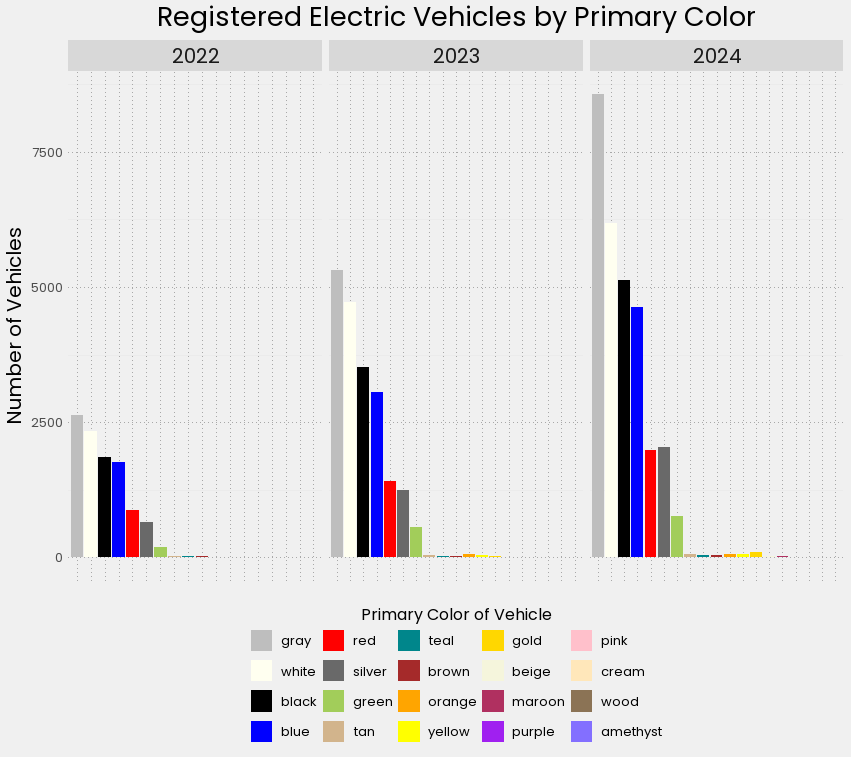 Registered Electric Vehicles by Primary Color
2022 2023 2024
7500
5000
2500
0
Number of Vehicles
Primary Color of Vehicle
gray red teal gold pink
white silver brown beige cream
black green orange maroon wood
blue tan yellow purple amethyst